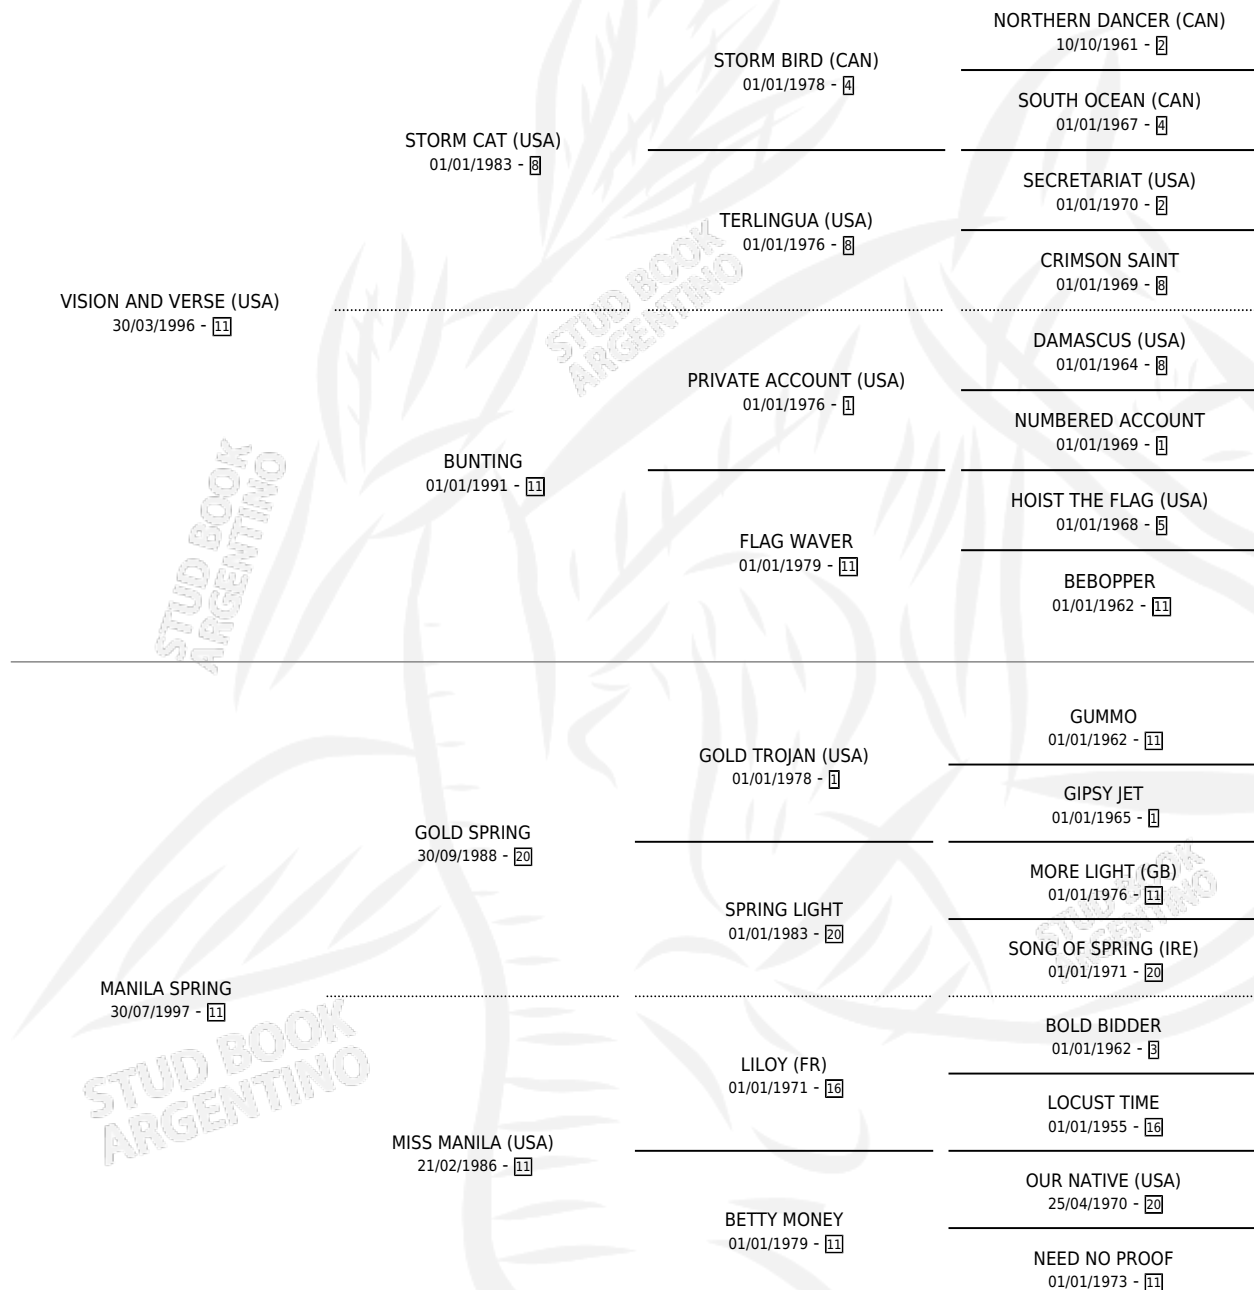 NORTHERN DANCER (CAN)
10/10/1961 - 2
STORM BIRD (CAN)
01/01/1978 - 4
SOUTH OCEAN (CAN)
01/01/1967 - 4
STORM CAT (USA)
01/01/1983 - 8
SECRETARIAT (USA)
01/01/1970 - 2
TERLINGUA (USA)
01/01/1976 - 8
CRIMSON SAINT
01/01/1969 - 8
VISION AND VERSE (USA)
30/03/1996 - 11
STUD BOOK
ARGENTINO
DAMASCUS (USA)
01/01/1964 - 8
PRIVATE ACCOUNT (USA)
01/01/1976 - 1
NUMBERED ACCOUNT
01/01/1969 - 1
BUNTING
01/01/1991 - 11
HOIST THE FLAG (USA)
01/01/1968 - 5
FLAG WAVER
01/01/1979 - 11
BEBOPPER
01/01/1962 - 11
STUD BOOK
ARGENTINO
GUMMO
01/01/1962 - 11
GOLD TROJAN (USA)
01/01/1978 - 1
GIPSY JET
01/01/1965 - 1
GOLD SPRING
30/09/1988 - 20
MORE LIGHT (GB)
01/01/1976 - 11
SPRING LIGHT
01/01/1983 - 20
STUD BOOK
ARGENTINO
SONG OF SPRING (IRE)
01/01/1971 - 20
MANILA SPRING
30/07/1997 - 11
BOLD BIDDER
01/01/1962 - 3
LILOY (FR)
01/01/1971 - 16
STUD BOOK
ARGENTINO
LOCUST TIME
01/01/1955 - 16
MISS MANILA (USA)
21/02/1986 - 11
OUR NATIVE (USA)
25/04/1970 - 20
BETTY MONEY
01/01/1979 - 11
NEED NO PROOF
01/01/1973 - 11